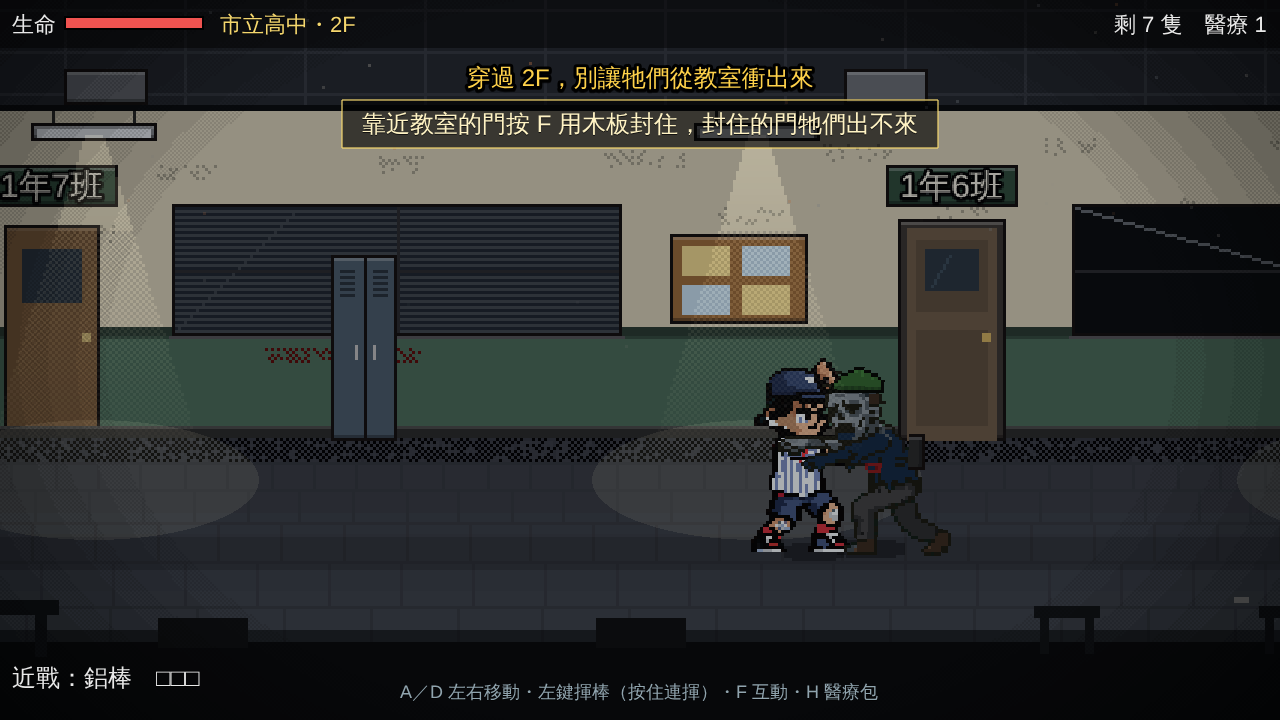 生命
市立高中・2F
剩 7 隻　醫療 1
穿過 2F，別讓牠們從教室衝出來
靠近教室的門按 F 用木板封住，封住的門牠們出不來
1年7班
1年6班
近戰：鋁棒　□□□
A／D 左右移動・左鍵揮棒（按住連揮）・F 互動・H 醫療包